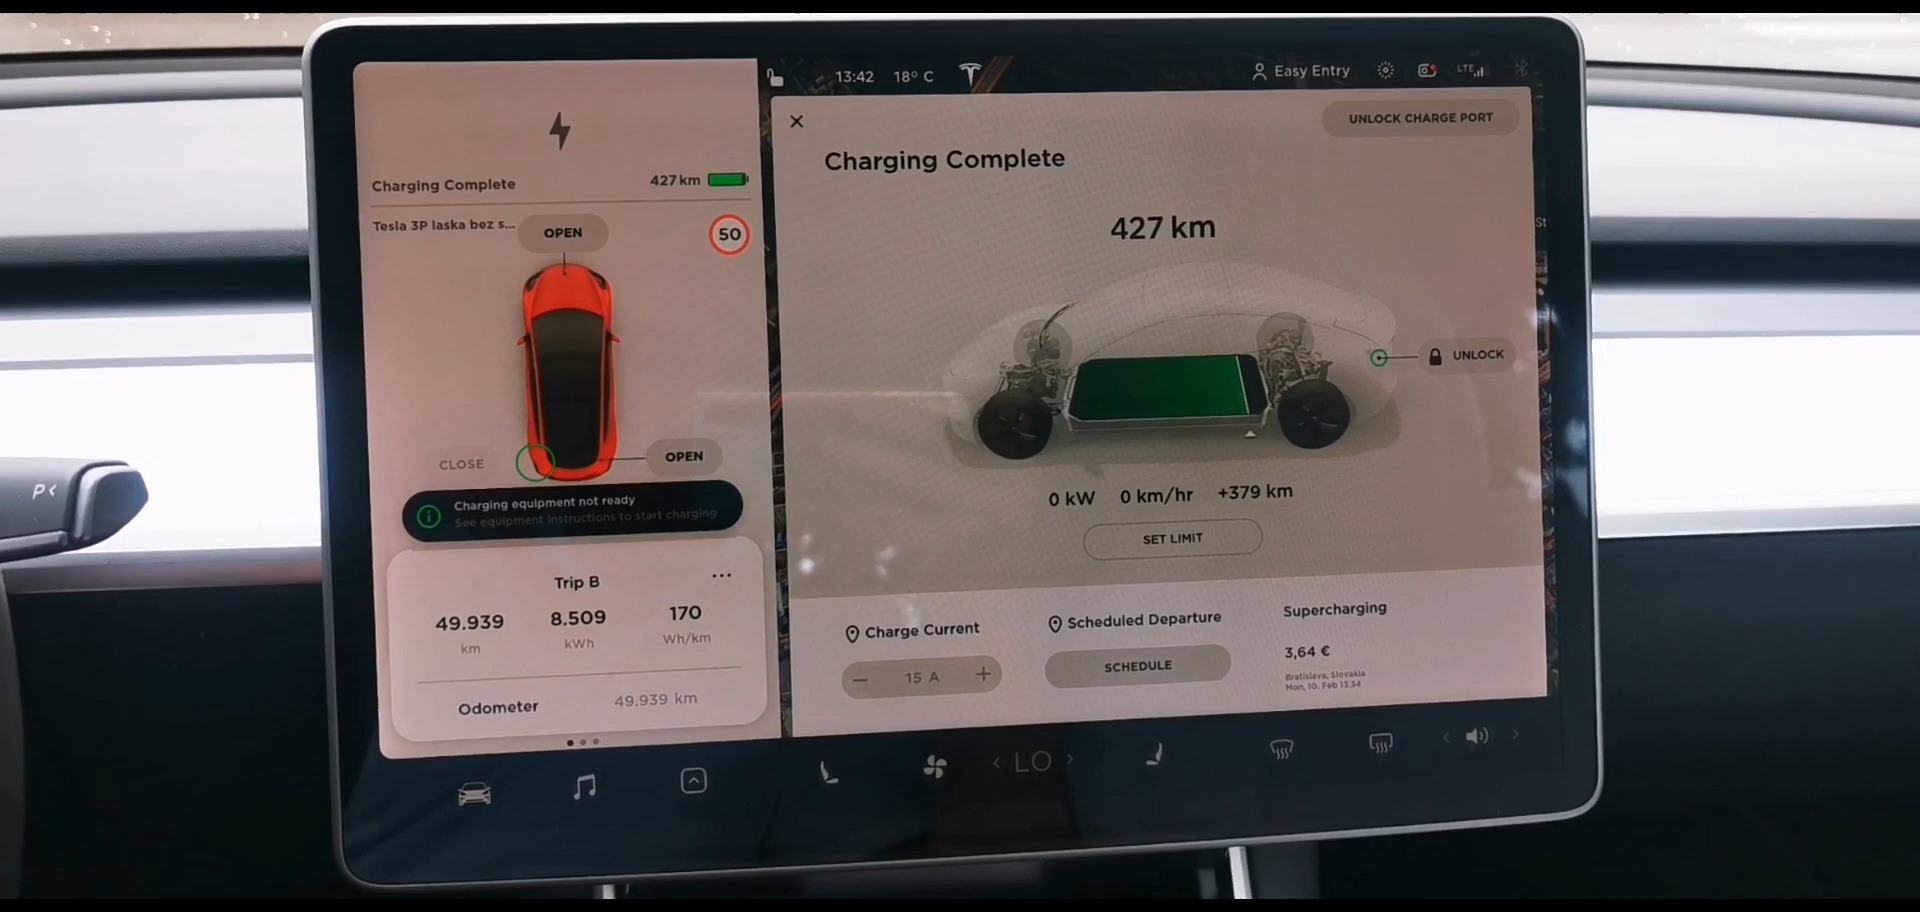 13:42 18° C Easy Entry LTE
Charging Complete 427 km
Tesla 3P laska bez s...
OPEN
50
CLOSE
OPEN
Charging equipment not ready
See equipment instructions to start charging
Trip B ...
49.939 8.509 170
km kWh Wh/km
Odometer 49.939 km
UNLOCK CHARGE PORT
Charging Complete
427 km
UNLOCK
0 kW 0 km/hr +379 km
SET LIMIT
Charge Current
− 15 A +
Scheduled Departure
SCHEDULE
Supercharging
3,64 €
Bratislava, Slovakia
Mon, 10. Feb 13:34
St
LO
P<